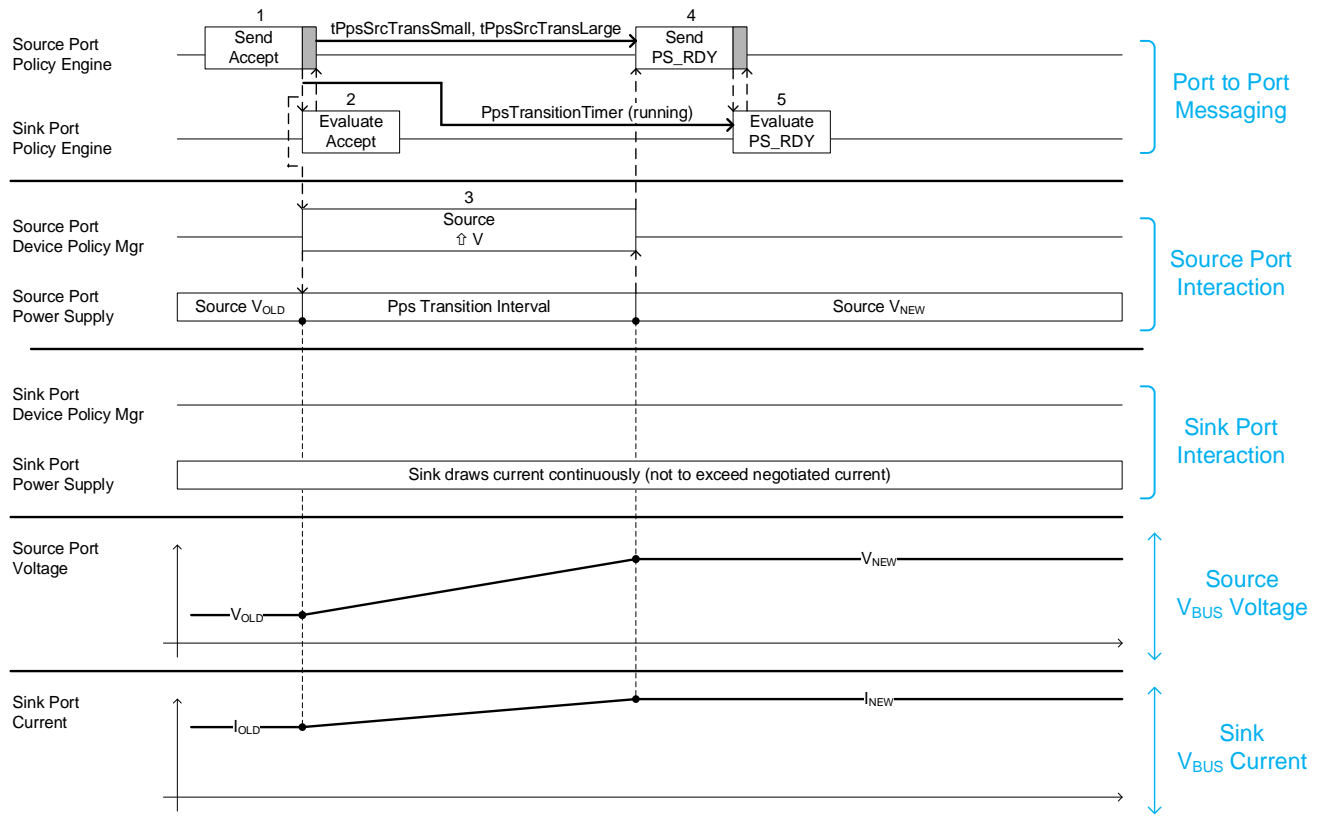 1
4
Source Port
Policy Engine
Send
Accept
tPpsSrcTransSmall, tPpsSrcTransLarge
Send
PS_RDY
Port to Port
Messaging
2
5
Sink Port
Policy Engine
Evaluate
Accept
PpsTransitionTimer (running)
Evaluate
PS_RDY
3
Source Port
Device Policy Mgr
Source
⇧ V
Source Port
Interaction
Source Port
Power Supply
Source VOLD
Pps Transition Interval
Source VNEW
Sink Port
Device Policy Mgr
Sink Port
Interaction
Sink Port
Power Supply
Sink draws current continuously (not to exceed negotiated current)
Source Port
Voltage
VOLD
VNEW
Source
VBUS Voltage
Sink Port
Current
IOLD
INEW
Sink
VBUS Current